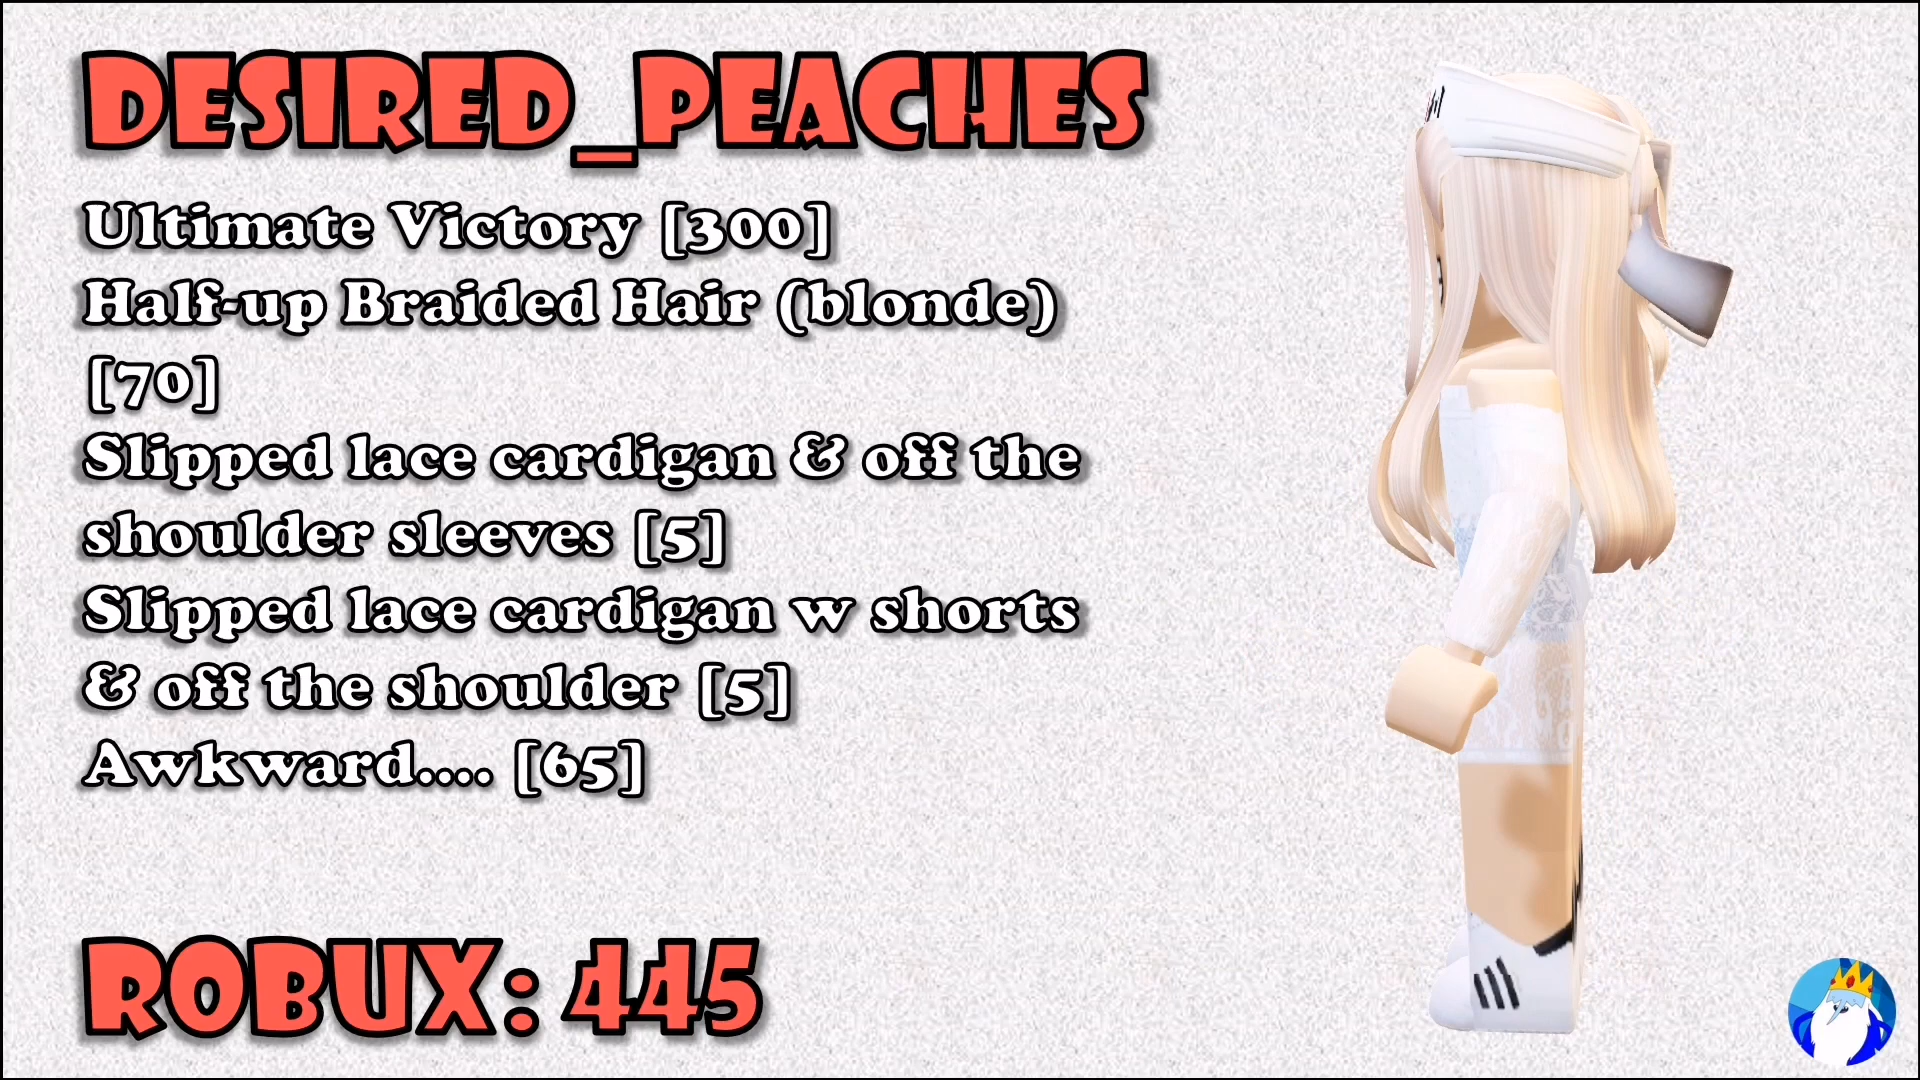 DESIRED_PEACHES
Ultimate Victory [300]
Half-up Braided Hair (blonde)
[70]
Slipped lace cardigan & off the
shoulder sleeves [5]
Slipped lace cardigan w shorts
& off the shoulder [5]
Awkward.... [65]
ROBUX: 445